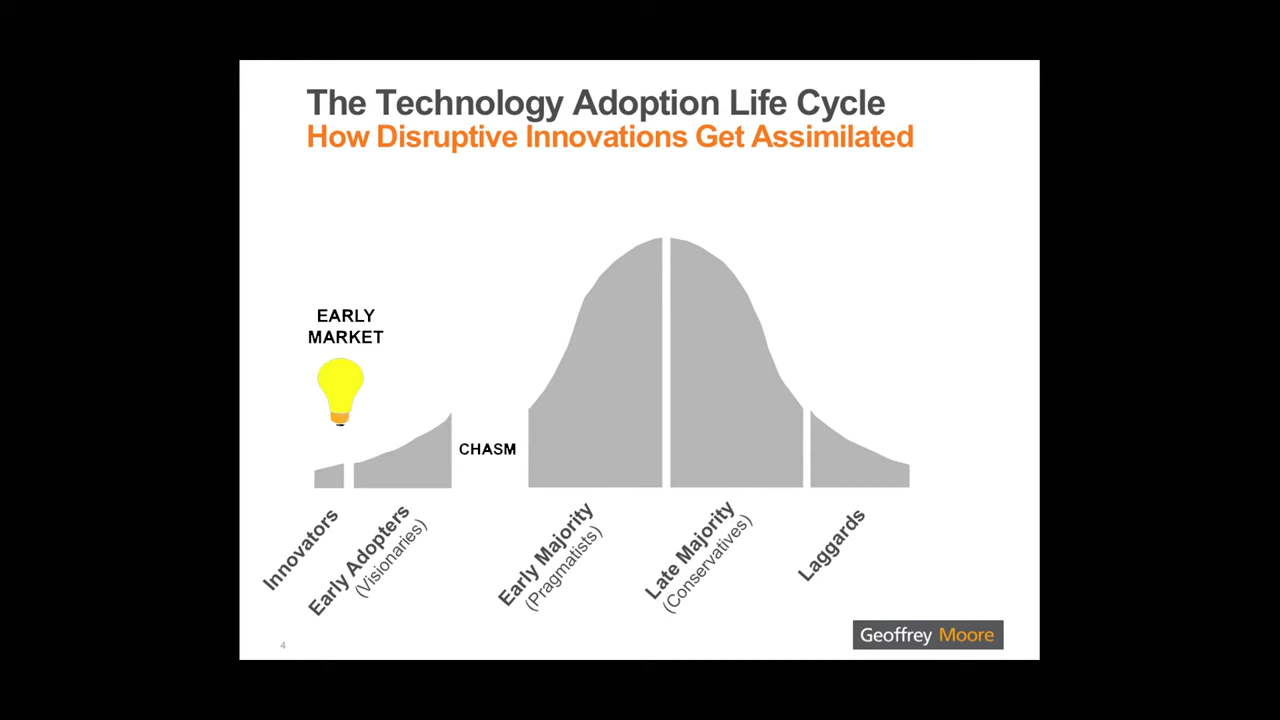 The Technology Adoption Life Cycle
How Disruptive Innovations Get Assimilated
EARLY
MARKET
CHASM
Innovators
Early Adopters
(Visionaries)
Early Majority
(Pragmatists)
Late Majority
(Conservatives)
Laggards
4
Geoffrey Moore